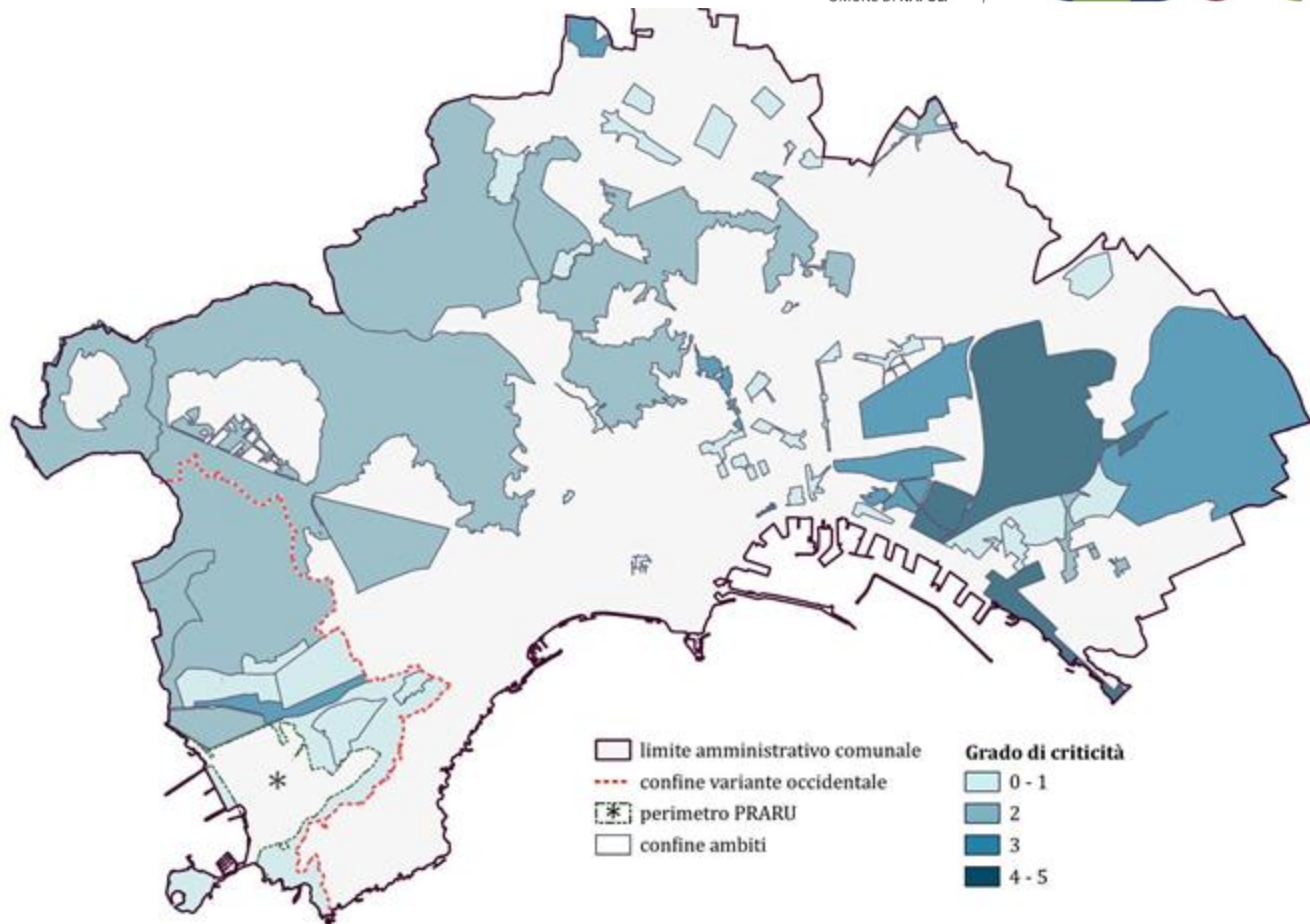 limite amministrativo comunale
confine variante occidentale
* perimetro PRARU
confine ambiti
Grado di criticità
0 - 1
2
3
4 - 5
*